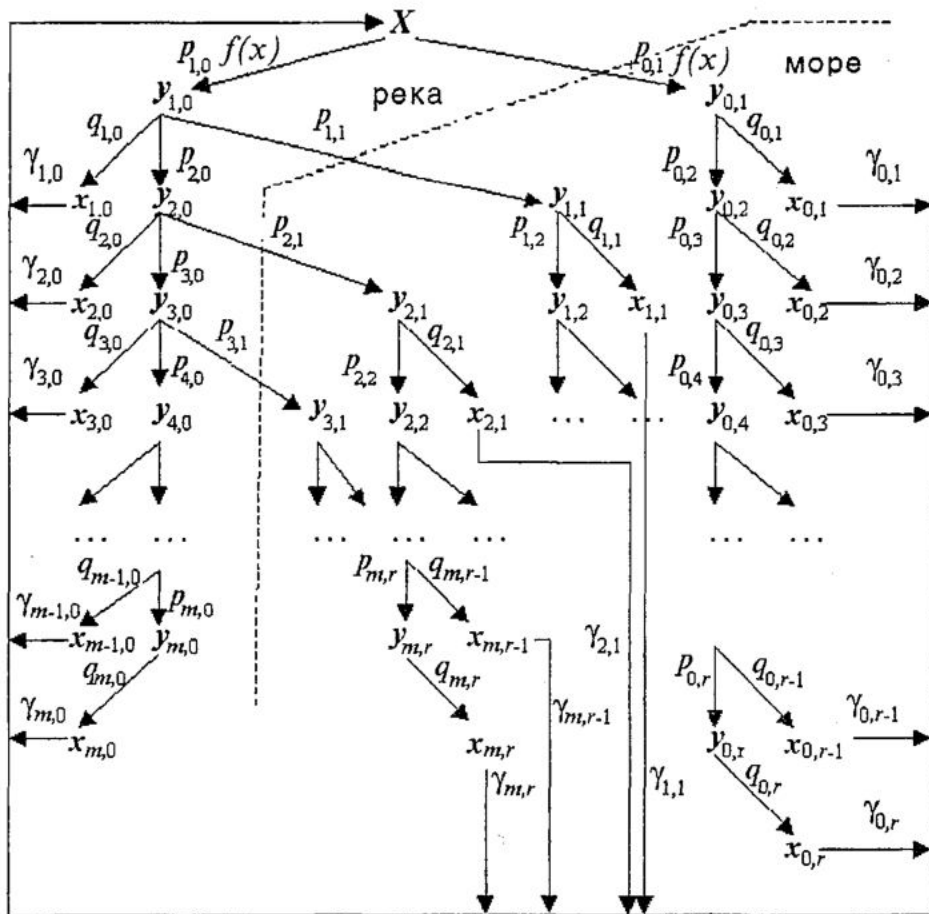 X
p1,0 f(x) p0,1 f(x) море
y1,0 река y0,1
q1,0 p1,1 q0,1
γ1,0 p2,0 p0,2 γ0,1
x1,0 y2,0 y1,1 y0,2 x0,1
q2,0 p2,1 p1,2 q1,1 p0,3 q0,2
γ2,0 p3,0 γ0,2
x2,0 y3,0 y2,1 y1,2 x1,1 y0,3 x0,2
q3,0 p3,1 q2,1 q0,3
γ3,0 p4,0 p2,2 p0,4 γ0,3
x3,0 y4,0 y3,1 y2,2 x2,1 ... ... y0,4 x0,3
... ... ... ... ... ... ...
qm-1,0 pm,r qm,r-1
γm-1,0 pm,0
xm-1,0 ym,0 ym,r xm,r-1 γ2,1
qm,0 qm,r p0,r q0,r-1
γm,0 γm,r-1 γ0,r-1
xm,0 xm,r y0,r x0,r-1
γm,r γ1,1 q0,r
γ0,r
x0,r